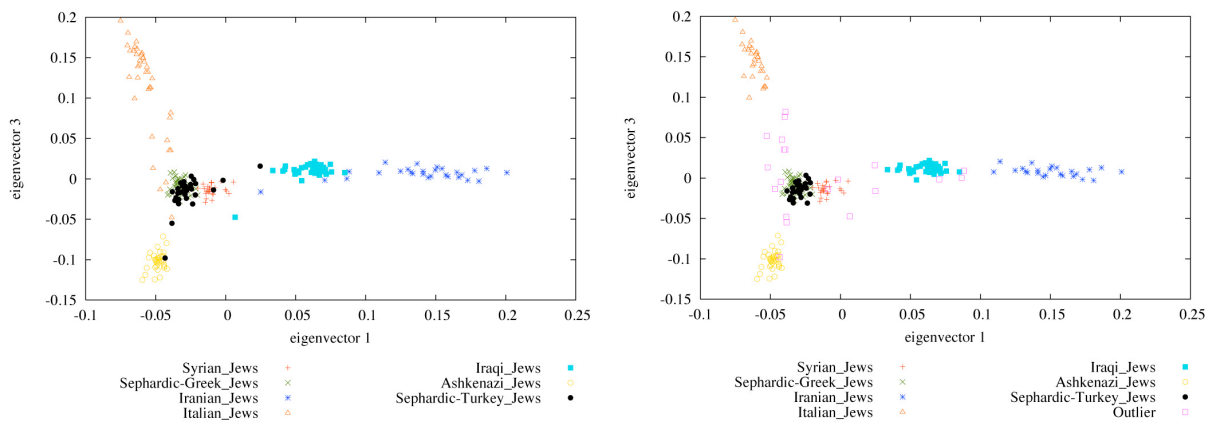 0.2
0.15
0.1
0.05
0
-0.05
-0.1
-0.15
eigenvector 3
-0.1
-0.05
0
0.05
0.1
0.15
0.2
0.25
eigenvector 1
Syrian_Jews
Sephardic-Greek_Jews
Iranian_Jews
Italian_Jews
Iraqi_Jews
Ashkenazi_Jews
Sephardic-Turkey_Jews
0.2
0.15
0.1
0.05
0
-0.05
-0.1
-0.15
eigenvector 3
-0.1
-0.05
0
0.05
0.1
0.15
0.2
0.25
eigenvector 1
Syrian_Jews
Sephardic-Greek_Jews
Iranian_Jews
Italian_Jews
Iraqi_Jews
Ashkenazi_Jews
Sephardic-Turkey_Jews
Outlier